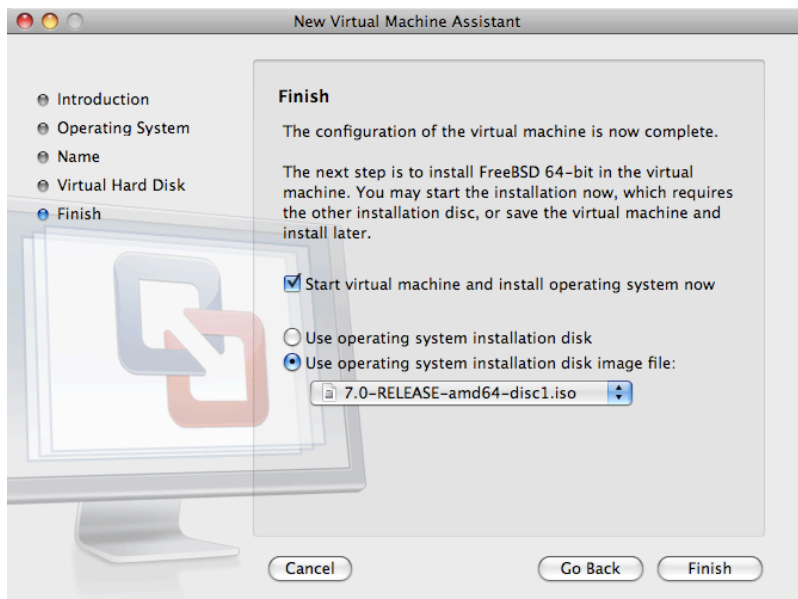 New Virtual Machine Assistant
Introduction
Operating System
Name
Virtual Hard Disk
Finish
Finish
The configuration of the virtual machine is now complete.
The next step is to install FreeBSD 64-bit in the virtual
machine. You may start the installation now, which requires
the other installation disc, or save the virtual machine and
install later.
Start virtual machine and install operating system now
Use operating system installation disk
Use operating system installation disk image file:
7.0-RELEASE-amd64-disc1.iso
Cancel
Go Back
Finish